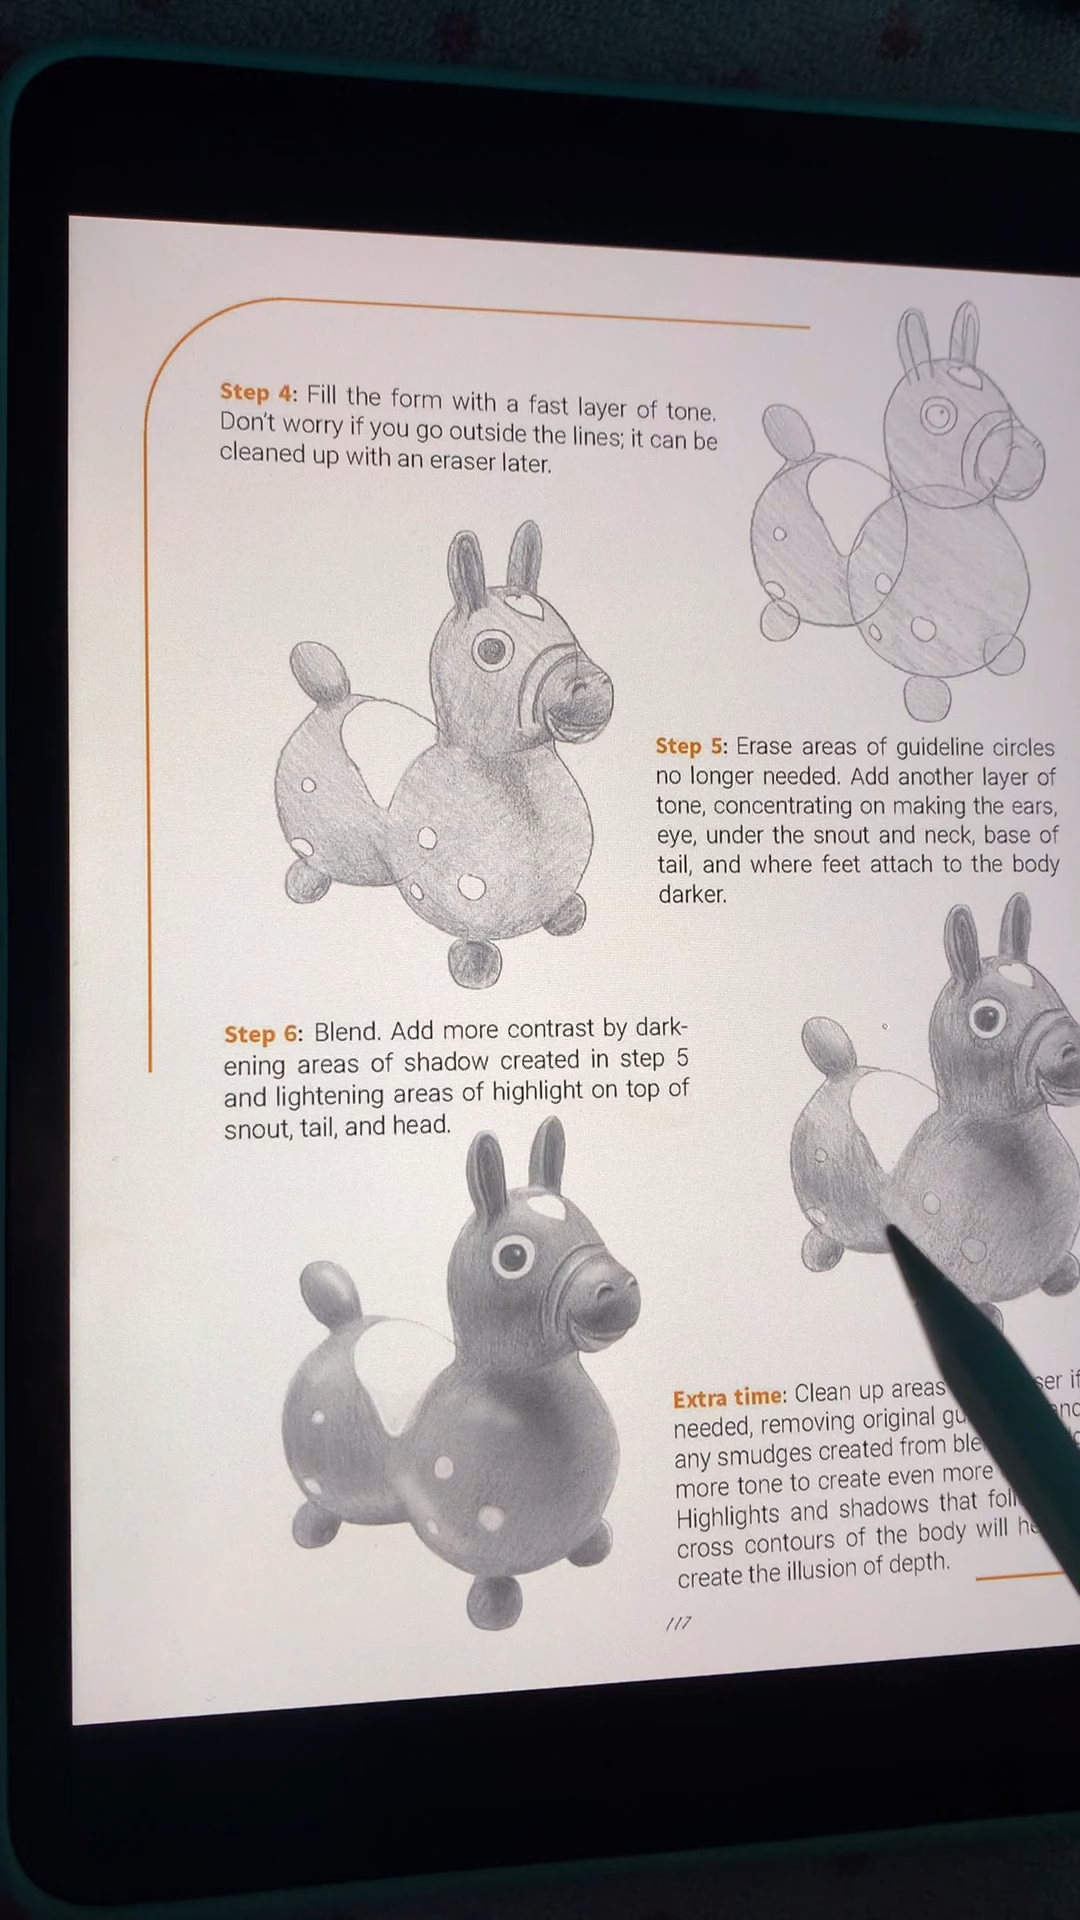 Step 4: Fill the form with a fast layer of tone.
Don't worry if you go outside the lines; it can be
cleaned up with an eraser later.
Step 5: Erase areas of guideline circles
no longer needed. Add another layer of
tone, concentrating on making the ears,
eye, under the snout and neck, base of
tail, and where feet attach to the body
darker.
Step 6: Blend. Add more contrast by dark-
ening areas of shadow created in step 5
and lightening areas of highlight on top of
snout, tail, and head.
Extra time: Clean up areas if
needed, removing original
any smudges created from
more tone to create even more
Highlights and shadows that
cross contours of the body will
create the illusion of depth.
117